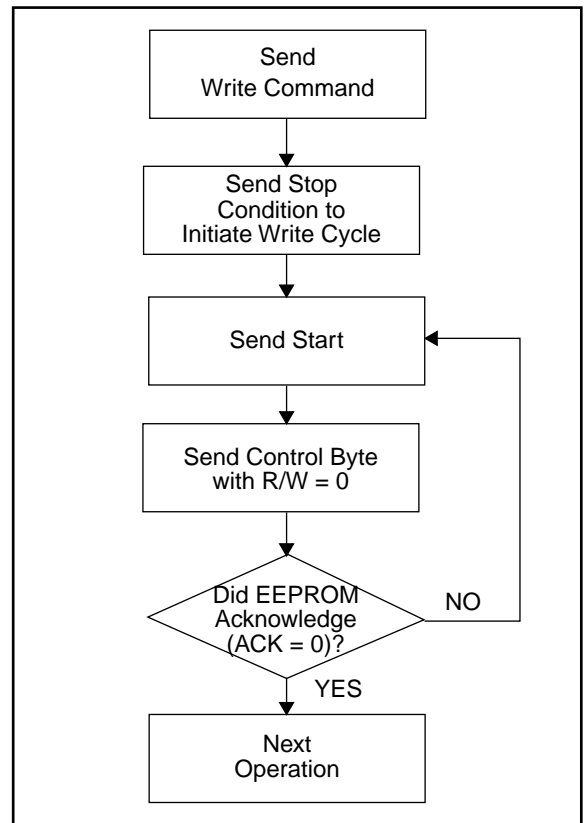 Send
Write Command
Send Stop
Condition to
Initiate Write Cycle
Send Start
Send Control Byte
with R/W = 0
Did EEPROM
Acknowledge
(ACK = 0)?
NO
YES
Next
Operation